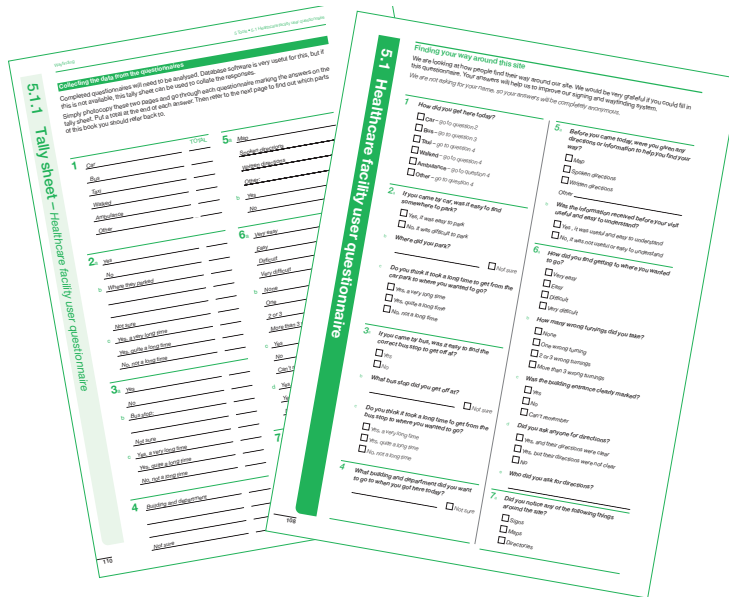 Wayfinding
5 Tools • 5.1 Healthcare facility user questionnaire
5.1.1 Tally sheet – Healthcare facility user questionnaire
Collecting the data from the questionnaires
Completed questionnaires will need to be analysed. Database software is very useful for this, but if
this is not available, this tally sheet can be used to collate the responses.
Simply photocopy these two pages and go through each questionnaire marking the answers on the
tally sheet. Put a total at the end of each answer. Then refer to the next page to find out which parts
of this book you should refer back to.
TOTAL
1 Car
Bus
Taxi
Walked
Ambulance
Other
2a Yes
No
b Where they parked
Not sure
c Yes, a very long time
Yes, quite a long time
No, not a long time
3a Yes
No
b Bus stop
Not sure
c Yes, a very long time
Yes, quite a long time
No, not a long time
4 Building and department
Not sure
110
5a Map
Spoken directions
Written directions
Other
b Yes
No
6a Very easy
Easy
Difficult
Very difficult
b None
One
2 or 3
More than 3
c Yes
No
Can't
d Yes
7
5.1 Healthcare facility user questionnaire
Finding your way around this site
We are looking at how people find their way around our site. We would be very grateful if you could fill in
this questionnaire. Your answers will help us to improve our signing and wayfinding system.
We are not asking for your name, so your answers will be completely anonymous.
1 How did you get here today?
Car – go to question 2
Bus – go to question 3
Taxi – go to question 4
Walked – go to question 4
Ambulance – go to question 4
Other – go to question 4
2. If you came by car, was it easy to find
somewhere to park?
Yes, it was easy to park
No, it was difficult to park
b Where did you park?
Not sure
c Do you think it took a long time to get from the
car park to where you wanted to go?
Yes, a very long time
Yes, quite a long time
No, not a long time
3. If you came by bus, was it easy to find the
correct bus stop to get off at?
Yes
No
b What bus stop did you get off at?
Not sure
c Do you think it took a long time to get from the
bus stop to where you wanted to go?
Yes, a very long time
Yes, quite a long time
No, not a long time
4 What building and department did you want
to go to when you got here today?
Not sure
5. Before you came today, were you given any
directions or information to help you find your
way?
Map
Spoken directions
Written directions
Other
b Was the information received before your visit
useful and easy to understand?
Yes, it was useful and easy to understand
No, it was not useful or easy to understand
6. How did you find getting to where you wanted
to go?
Very easy
Easy
Difficult
Very difficult
b How many wrong turnings did you take?
None
One wrong turning
2 or 3 wrong turnings
More than 3 wrong turnings
c Was the building entrance clearly marked?
Yes
No
Can't remember
d Did you ask anyone for directions?
Yes, and their directions were clear
Yes, but their directions were not clear
No
e Who did you ask for directions?
7. Did you notice any of the following things
around the site?
Signs
Maps
Directories
108